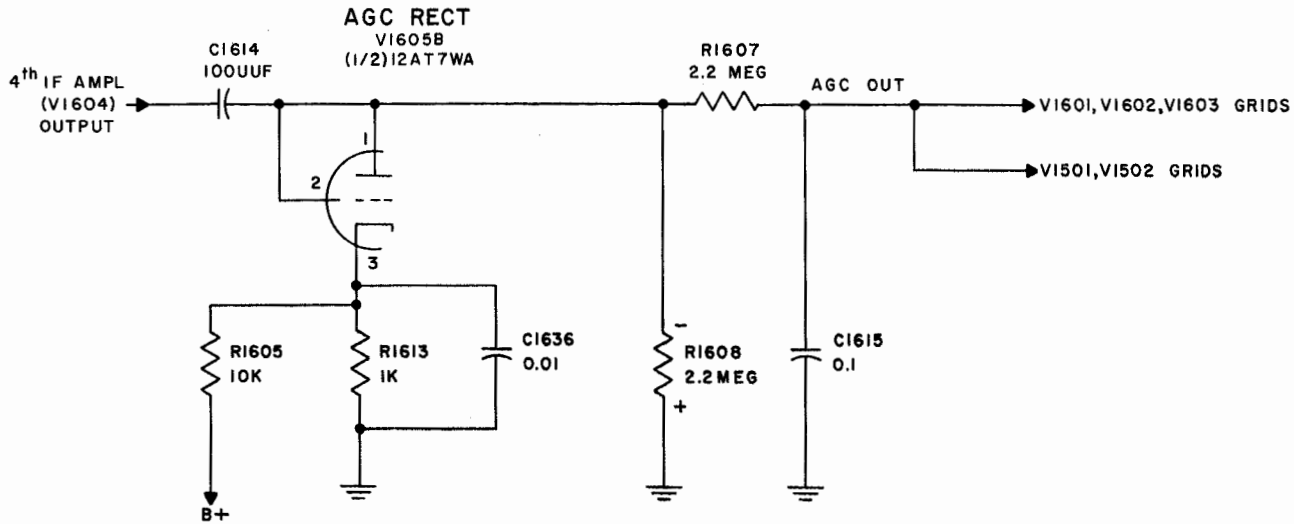 AGC RECT
V1605B
(1/2)12AT7WA
C1614
100UUF
R1607
2.2 MEG
4th IF AMPL
(V1604)
OUTPUT
AGC OUT
V1601,V1602,V1603 GRIDS
V1501,V1502 GRIDS
1
2
3
R1605
10K
R1613
1K
C1636
0.01
-
R1608
2.2MEG
+
C1615
0.1
B+